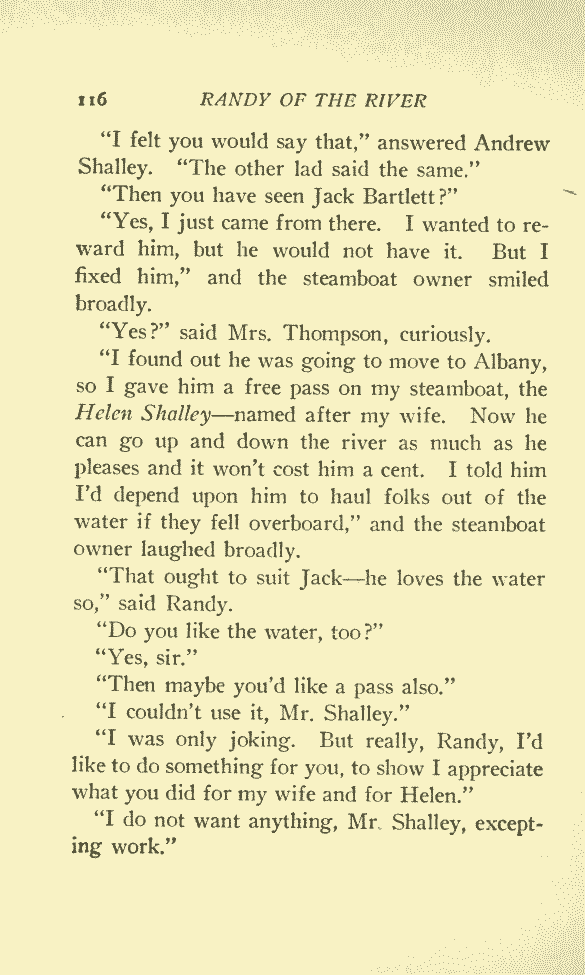 116 RANDY OF THE RIVER
“I felt you would say that,” answered Andrew
Shalley. “The other lad said the same.”
“Then you have seen Jack Bartlett?”
“Yes, I just came from there. I wanted to re-
ward him, but he would not have it. But I
fixed him,” and the steamboat owner smiled
broadly.
“Yes?” said Mrs. Thompson, curiously.
“I found out he was going to move to Albany,
so I gave him a free pass on my steamboat, the
Helen Shalley—named after my wife. Now he
can go up and down the river as much as he
pleases and it won’t cost him a cent. I told him
I’d depend upon him to haul folks out of the
water if they fell overboard,” and the steamboat
owner laughed broadly.
“That ought to suit Jack—he loves the water
so,” said Randy.
“Do you like the water, too?”
“Yes, sir.”
“Then maybe you’d like a pass also.”
“I couldn’t use it, Mr. Shalley.”
“I was only joking. But really, Randy, I’d
like to do something for you, to show I appreciate
what you did for my wife and for Helen.”
“I do not want anything, Mr. Shalley, except-
ing work.”